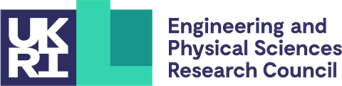 UK
RI
Engineering and
Physical Sciences
Research Council